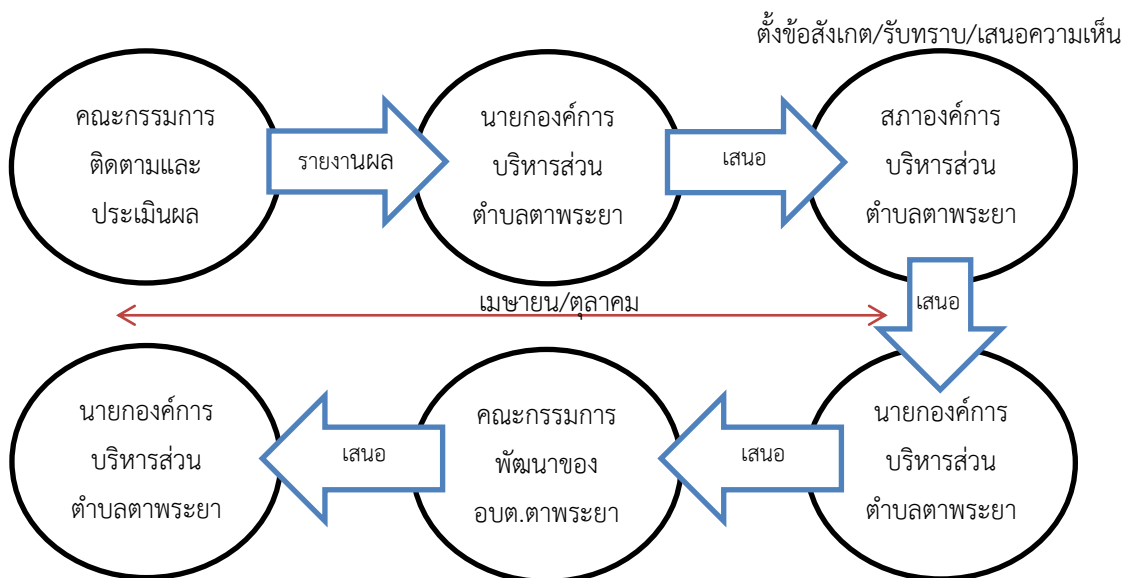 ตั้งข้อสังเกต/รับทราบ/เสนอความเห็น
คณะกรรมการ
ติดตามและ
ประเมินผล
รายงานผล
นายกองค์การ
บริหารส่วน
ตำบลตาพระยา
เสนอ
สภาองค์การ
บริหารส่วน
ตำบลตาพระยา
เสนอ
เมษายน/ตุลาคม
นายกองค์การ
บริหารส่วน
ตำบลตาพระยา
เสนอ
คณะกรรมการ
พัฒนาของ
อบต.ตาพระยา
เสนอ
นายกองค์การ
บริหารส่วน
ตำบลตาพระยา